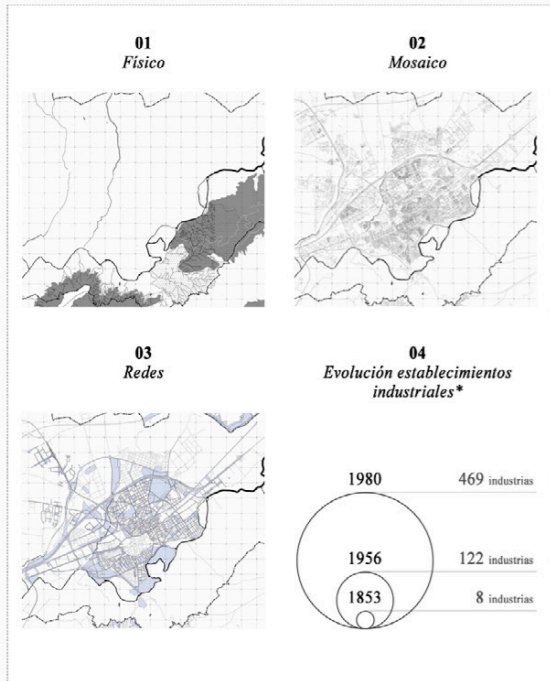 01
Físico
02
Mosaico
03
Redes
04
Evolución establecimientos
industriales*
1980 469 industrias
1956 122 industrias
1853 8 industrias